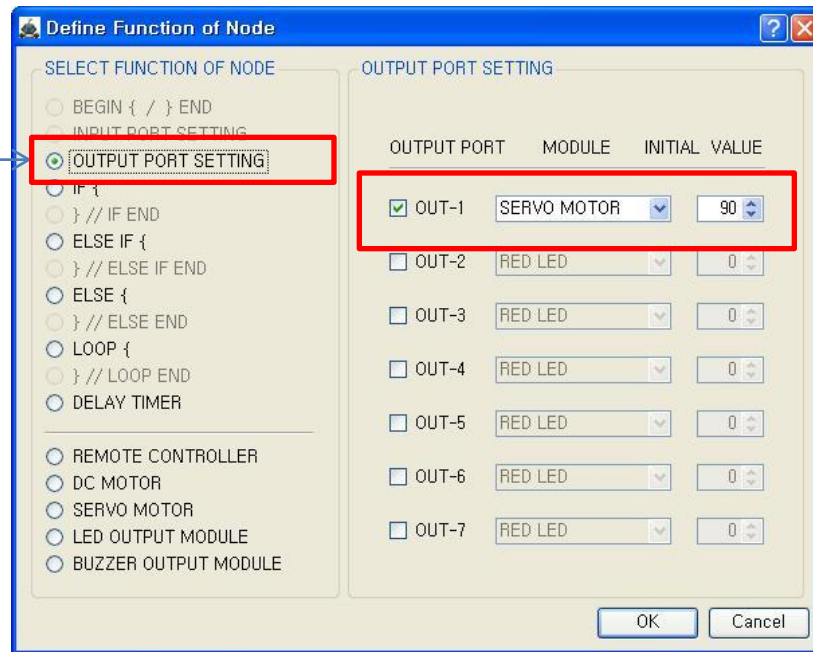 Define Function of Node
SELECT FUNCTION OF NODE
BEGIN { / } END
INPUT PORT SETTING
OUTPUT PORT SETTING
IF {
} // IF END
ELSE IF {
} // ELSE IF END
ELSE {
} // ELSE END
LOOP {
} // LOOP END
DELAY TIMER
REMOTE CONTROLLER
DC MOTOR
SERVO MOTOR
LED OUTPUT MODULE
BUZZER OUTPUT MODULE
OUTPUT PORT SETTING
OUTPUT PORT MODULE INITIAL VALUE
OUT-1 SERVO MOTOR 90
OUT-2 RED LED 0
OUT-3 RED LED 0
OUT-4 RED LED 0
OUT-5 RED LED 0
OUT-6 RED LED 0
OUT-7 RED LED 0
OK Cancel